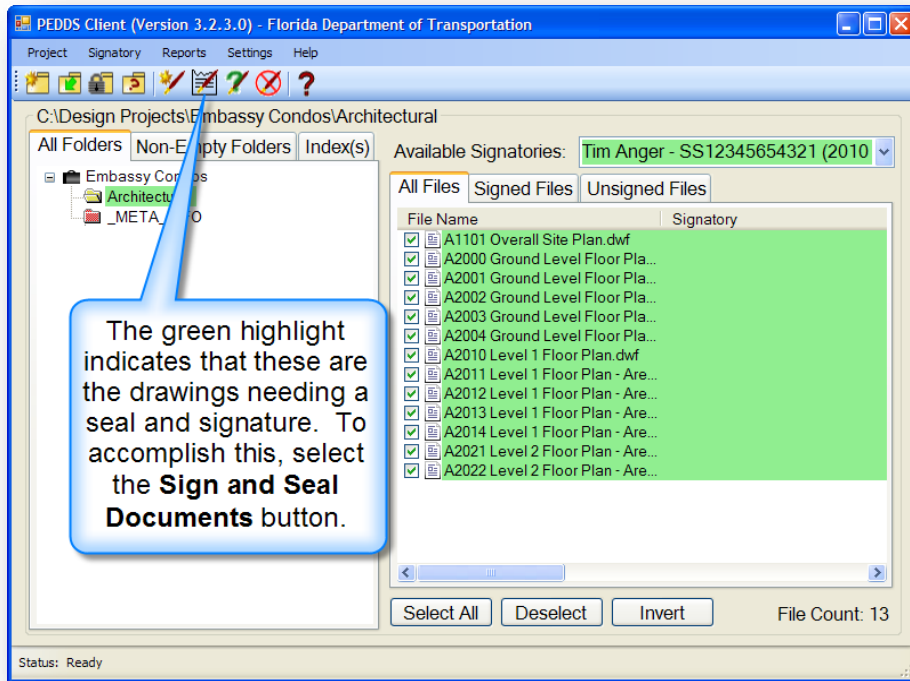 PEDDS Client (Version 3.2.3.0) - Florida Department of Transportation
Project Signatory Reports Settings Help
C:\Design Projects\Embassy Condos\Architectural
All Folders Non-Empty Folders Index(s)
Available Signatories: Tim Anger - SS12345654321 (2010
Embassy Condos
Architectu
_META_ FO
All Files Signed Files Unsigned Files
File Name Signatory
A1101 Overall Site Plan.dwf
A2000 Ground Level Floor Pla...
A2001 Ground Level Floor Pla...
A2002 Ground Level Floor Pla...
A2003 Ground Level Floor Pla...
A2004 Ground Level Floor Pla...
A2010 Level 1 Floor Plan.dwf
A2011 Level 1 Floor Plan - Are...
A2012 Level 1 Floor Plan - Are...
A2013 Level 1 Floor Plan - Are...
A2014 Level 1 Floor Plan - Are...
A2021 Level 2 Floor Plan - Are...
A2022 Level 2 Floor Plan - Are...
The green highlight
indicates that these are
the drawings needing a
seal and signature. To
accomplish this, select
the Sign and Seal
Documents button.
Select All Deselect Invert File Count: 13
Status: Ready